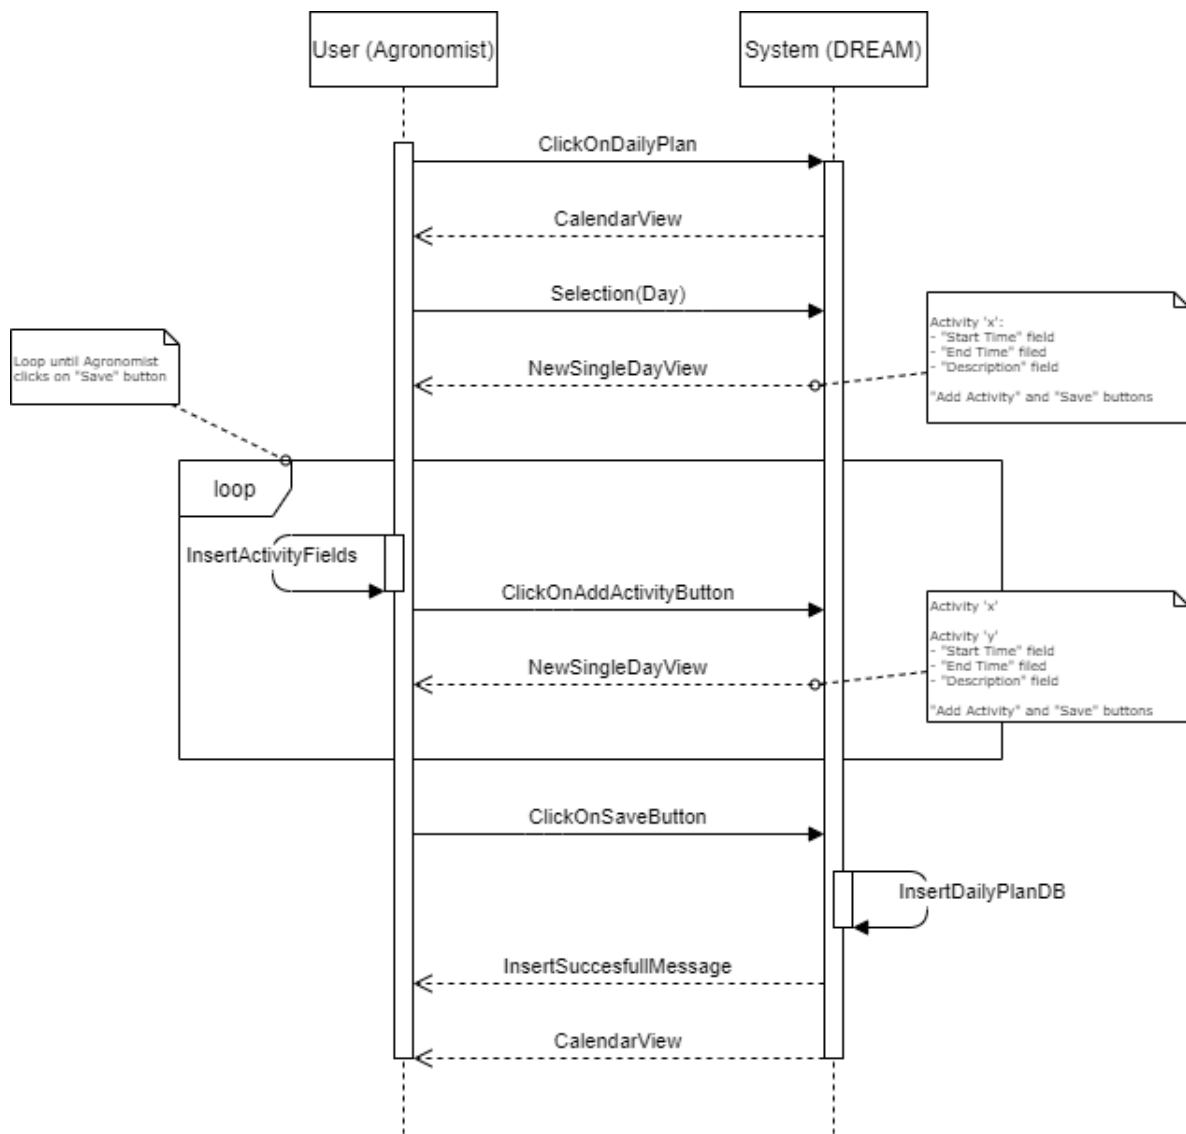 User (Agronomist)
System (DREAM)
ClickOnDailyPlan
CalendarView
Selection(Day)
Activity 'x':
- "Start Time" field
- "End Time" filed
- "Description" field
"Add Activity" and "Save" buttons
Loop until Agronomist
clicks on "Save" button
NewSingleDayView
loop
InsertActivityFields
ClickOnAddActivityButton
Activity 'x'
Activity 'y'
- "Start Time" field
- "End Time" filed
- "Description" field
"Add Activity" and "Save" buttons
NewSingleDayView
ClickOnSaveButton
InsertDailyPlanDB
InsertSuccesfullMessage
CalendarView